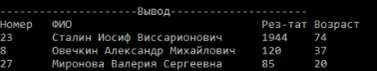 --------------------Вывод--------------------
Номер ФИО Рез-тат Возраст
23 Сталин Иосиф Виссарионович 1944 74
8 Овечкин Александр Михайлович 120 37
27 Миронова Валерия Сергеевна 85 20